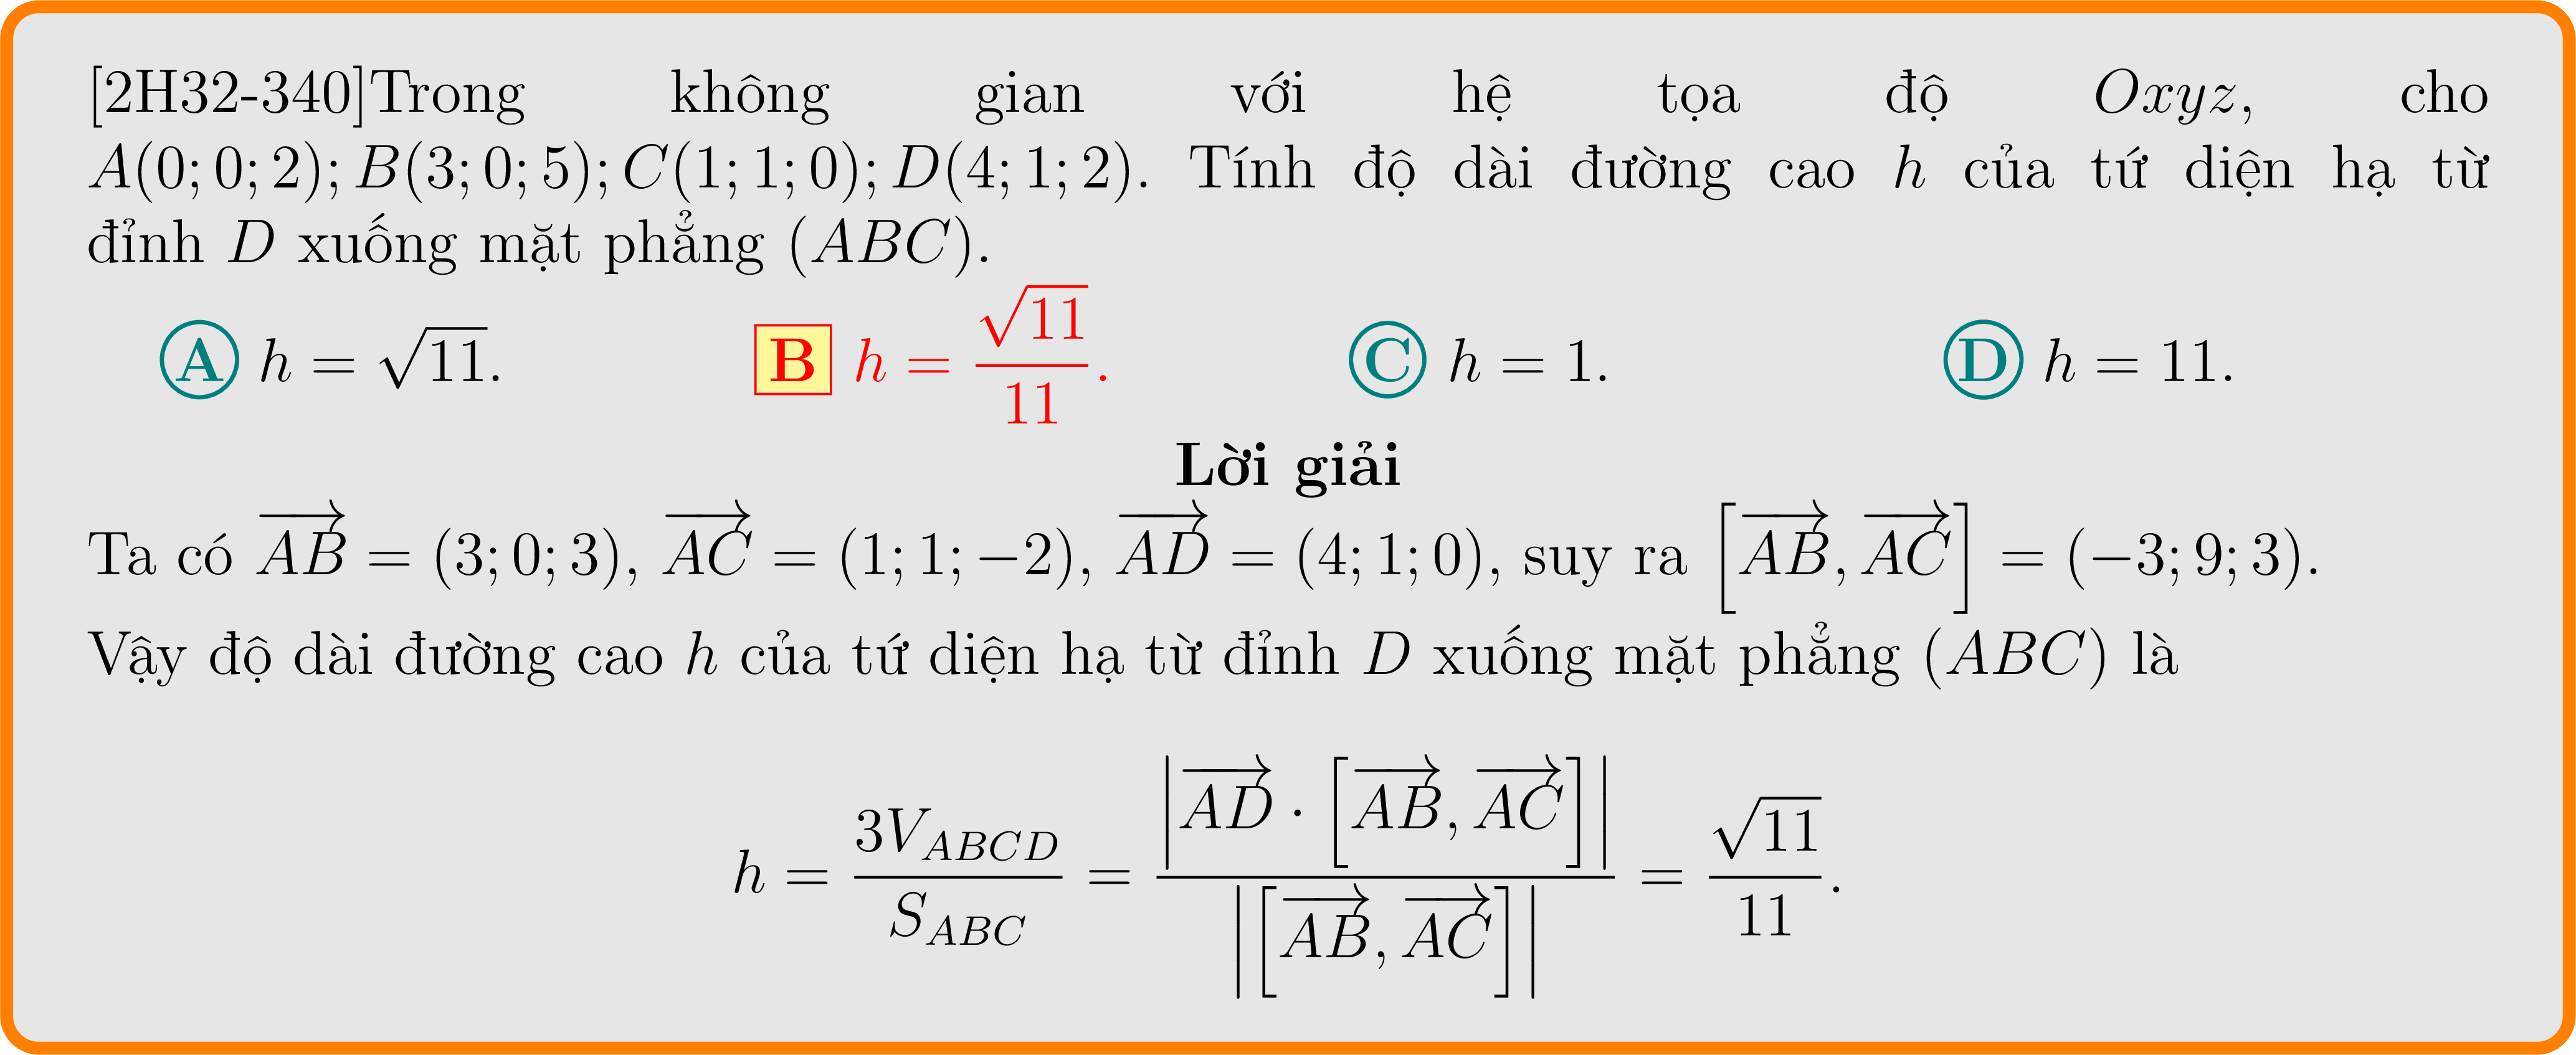 [2H32-340]Trong không gian với hệ tọa độ $Oxyz$, cho
$A(0;0;2); B(3;0;5); C(1;1;0); D(4;1;2)$. Tính độ dài đường cao $h$ của tứ diện hạ từ
đỉnh $D$ xuống mặt phẳng $(ABC)$.
A $h = \sqrt{11}$. B $h = \dfrac{\sqrt{11}}{11}$. C $h = 1$. D $h = 11$.
Lời giải
Ta có $\overrightarrow{AB} = (3;0;3)$, $\overrightarrow{AC} = (1;1;-2)$, $\overrightarrow{AD} = (4;1;0)$, suy ra $\left[\overrightarrow{AB}, \overrightarrow{AC}\right] = (-3;9;3)$.
Vậy độ dài đường cao $h$ của tứ diện hạ từ đỉnh $D$ xuống mặt phẳng $(ABC)$ là
$h = \dfrac{3V_{ABCD}}{S_{ABC}} = \dfrac{\left|\overrightarrow{AD} \cdot \left[\overrightarrow{AB}, \overrightarrow{AC}\right]\right|}{\left|\left[\overrightarrow{AB}, \overrightarrow{AC}\right]\right|} = \dfrac{\sqrt{11}}{11}.$